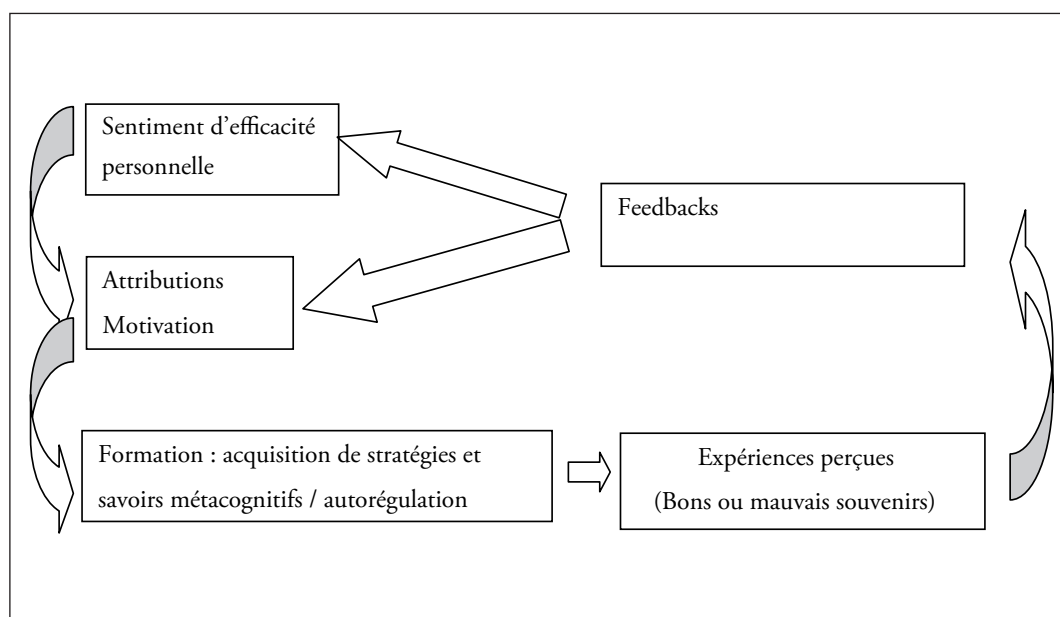 Sentiment d’efficacité
personnelle
Feedbacks
Attributions
Motivation
Formation : acquisition de stratégies et
savoirs métacognitifs / autorégulation
Expériences perçues
(Bons ou mauvais souvenirs)